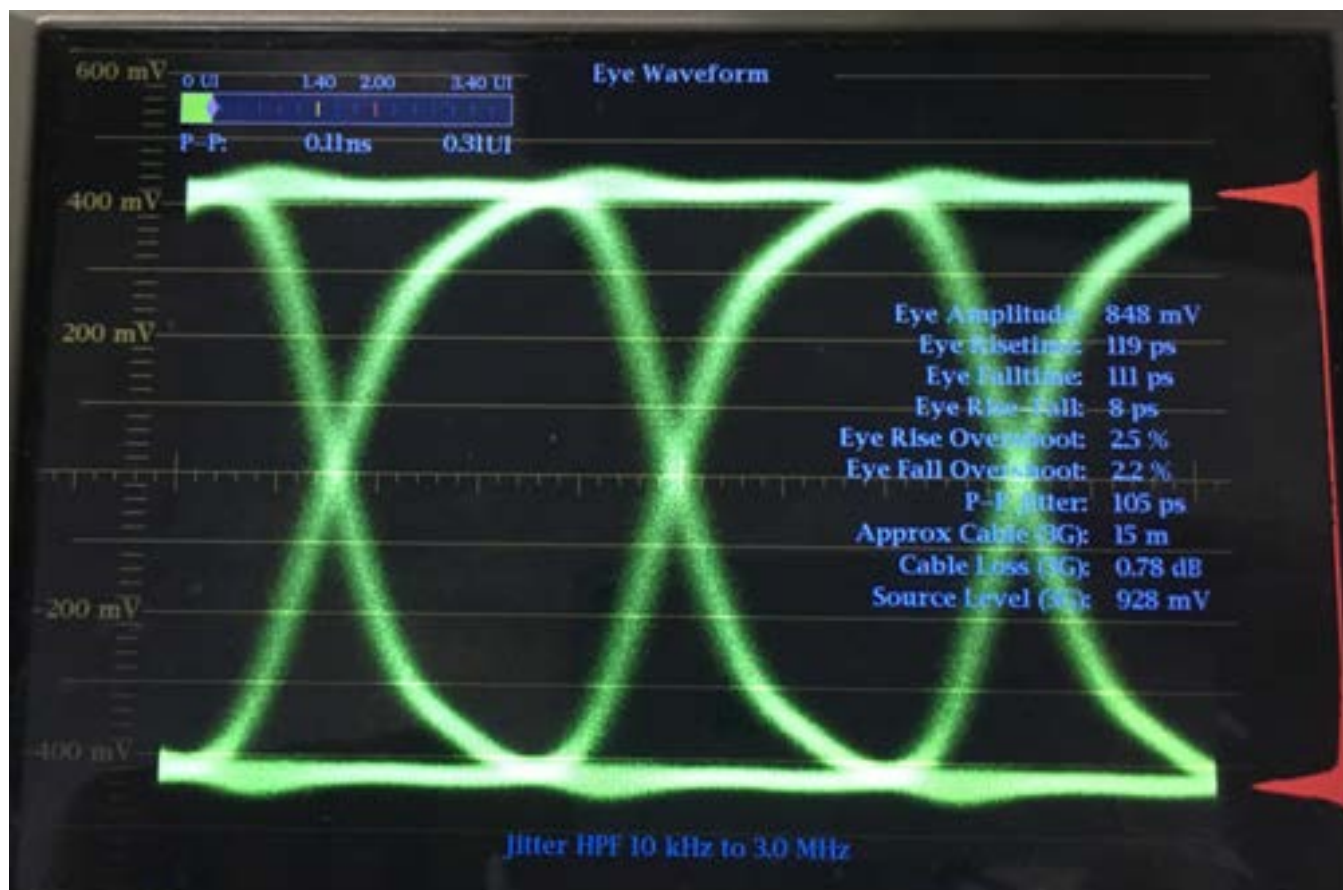 600 mV
Eye Waveform
0 UI 1.40 2.00 3.40 UI
P-P: 0.11ns 0.31UI
400 mV
200 mV
Eye Amplitude: 848 mV
Eye Risetime: 119 ps
Eye Falltime: 111 ps
Eye Rise-Fall: 8 ps
Eye Rise Overshoot: 2.5 %
Eye Fall Overshoot: 2.2 %
P-P Jitter: 105 ps
Approx Cable (3G): 15 m
Cable Loss (3G): 0.78 dB
Source Level (3G): 928 mV
-200 mV
-400 mV
Jitter HPF 10 kHz to 3.0 MHz